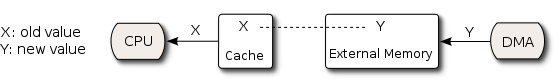 X: old value
Y: new value
CPU
X
X
Cache
Y
External Memory
Y
DMA